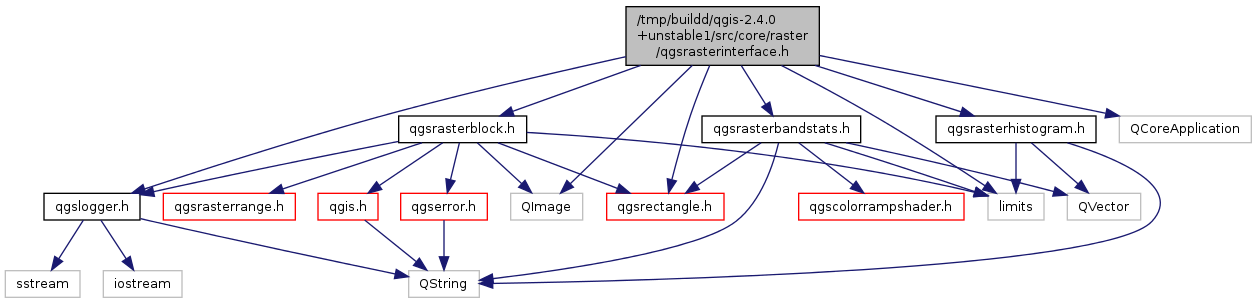 /tmp/buildd/qgis-2.4.0
+unstable1/src/core/raster
/qgsrasterinterface.h
qgsrasterblock.h
qgsrasterbandstats.h
qgsrasterhistogram.h
QCoreApplication
qgslogger.h
qgsrasterrange.h
qgis.h
qgserror.h
QImage
qgsrectangle.h
qgscolorrampshader.h
limits
QVector
sstream
iostream
QString